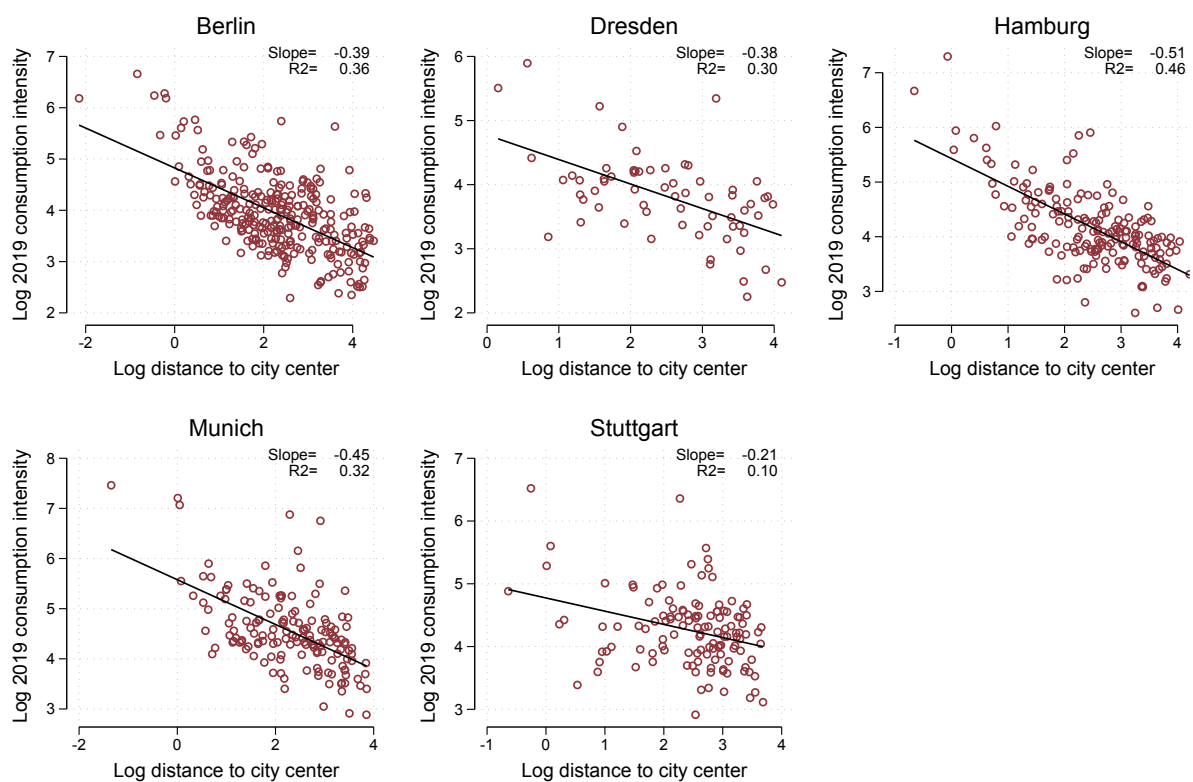 Berlin
Slope= -0.39
R2= 0.36
Log 2019 consumption intensity
7
6
5
4
3
2
-2 0 2 4
Log distance to city center
Dresden
Slope= -0.38
R2= 0.30
Log 2019 consumption intensity
6
5
4
3
2
0 1 2 3 4
Log distance to city center
Hamburg
Slope= -0.51
R2= 0.46
Log 2019 consumption intensity
7
6
5
4
3
-1 0 1 2 3 4
Log distance to city center
Munich
Slope= -0.45
R2= 0.32
Log 2019 consumption intensity
8
7
6
5
4
3
-2 0 2 4
Log distance to city center
Stuttgart
Slope= -0.21
R2= 0.10
Log 2019 consumption intensity
7
6
5
4
3
-1 0 1 2 3 4
Log distance to city center